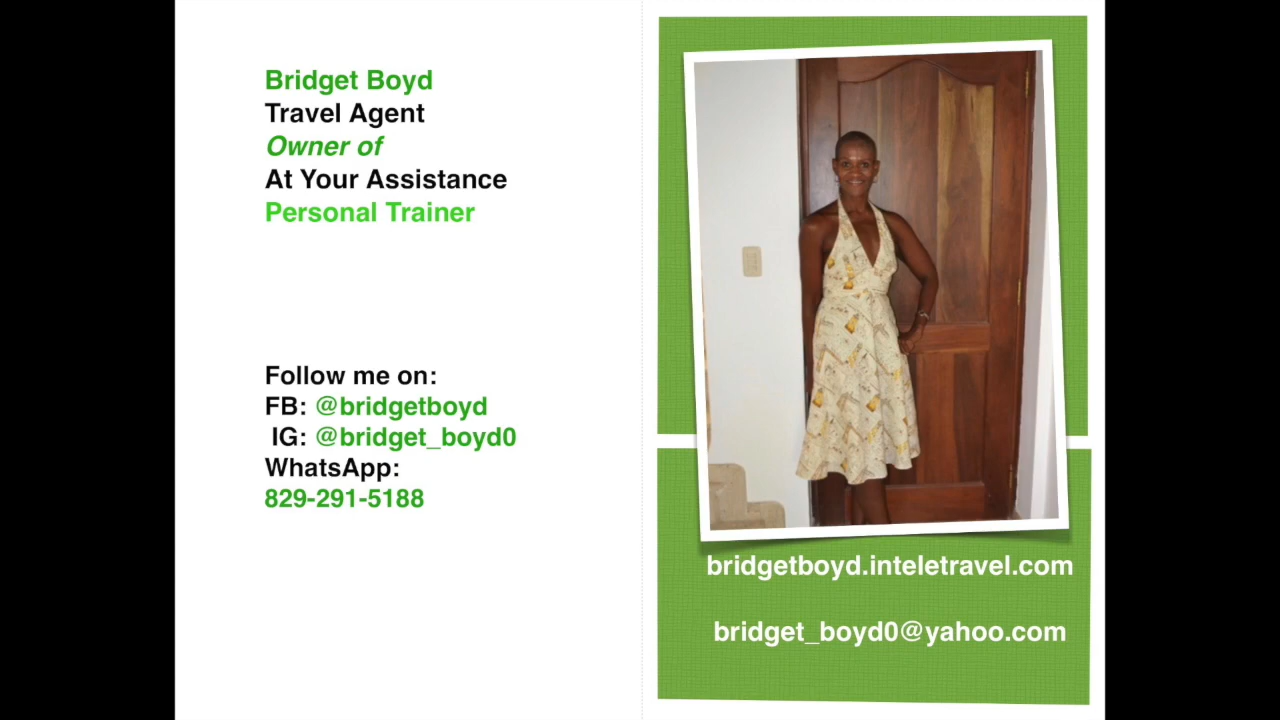 Bridget Boyd
Travel Agent
Owner of
At Your Assistance
Personal Trainer
Follow me on:
FB: @bridgetboyd
IG: @bridget_boyd0
WhatsApp:
829-291-5188
bridgetboyd.inteletravel.com
bridget_boyd0@yahoo.com